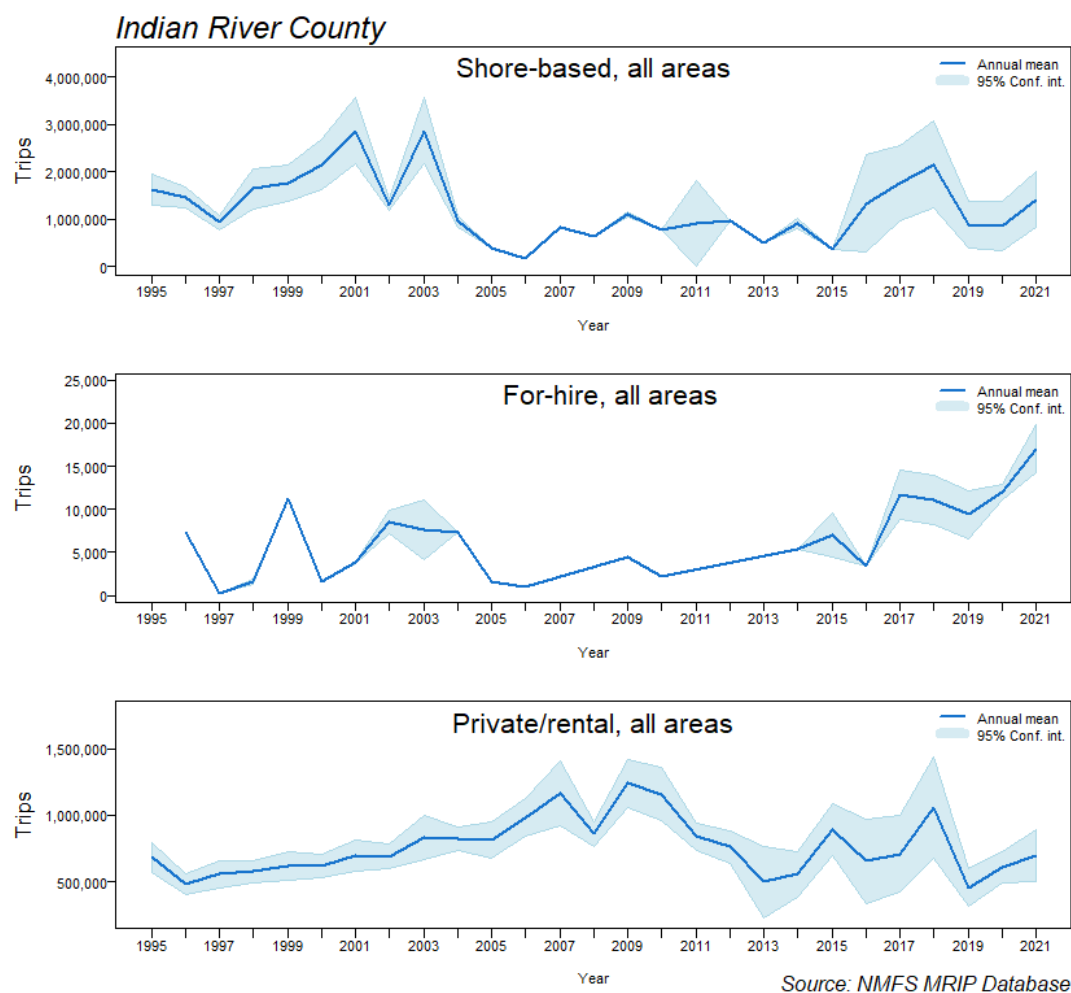 Indian River County
Shore-based, all areas
Annual mean
95% Conf. int.
4,000,000
3,000,000
2,000,000
1,000,000
0
Trips
1995 1997 1999 2001 2003 2005 2007 2009 2011 2013 2015 2017 2019 2021
Year
For-hire, all areas
Annual mean
95% Conf. int.
25,000
20,000
15,000
10,000
5,000
0
Trips
1995 1997 1999 2001 2003 2005 2007 2009 2011 2013 2015 2017 2019 2021
Year
Private/rental, all areas
Annual mean
95% Conf. int.
1,500,000
1,000,000
500,000
Trips
1995 1997 1999 2001 2003 2005 2007 2009 2011 2013 2015 2017 2019 2021
Year
Source: NMFS MRIP Database